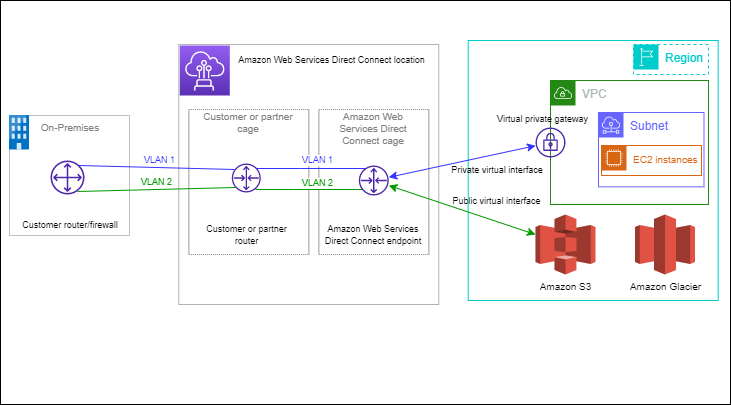 Amazon Web Services Direct Connect location
Region
VPC
On-Premises
Customer or partner
cage
Amazon Web
Services Direct
Connect cage
Virtual private gateway
Subnet
EC2 instances
VLAN 1
VLAN 1
VLAN 2
VLAN 2
Private virtual interface
Public virtual interface
Customer router/firewall
Customer or partner
router
Amazon Web Services
Direct Connect endpoint
Amazon S3
Amazon Glacier